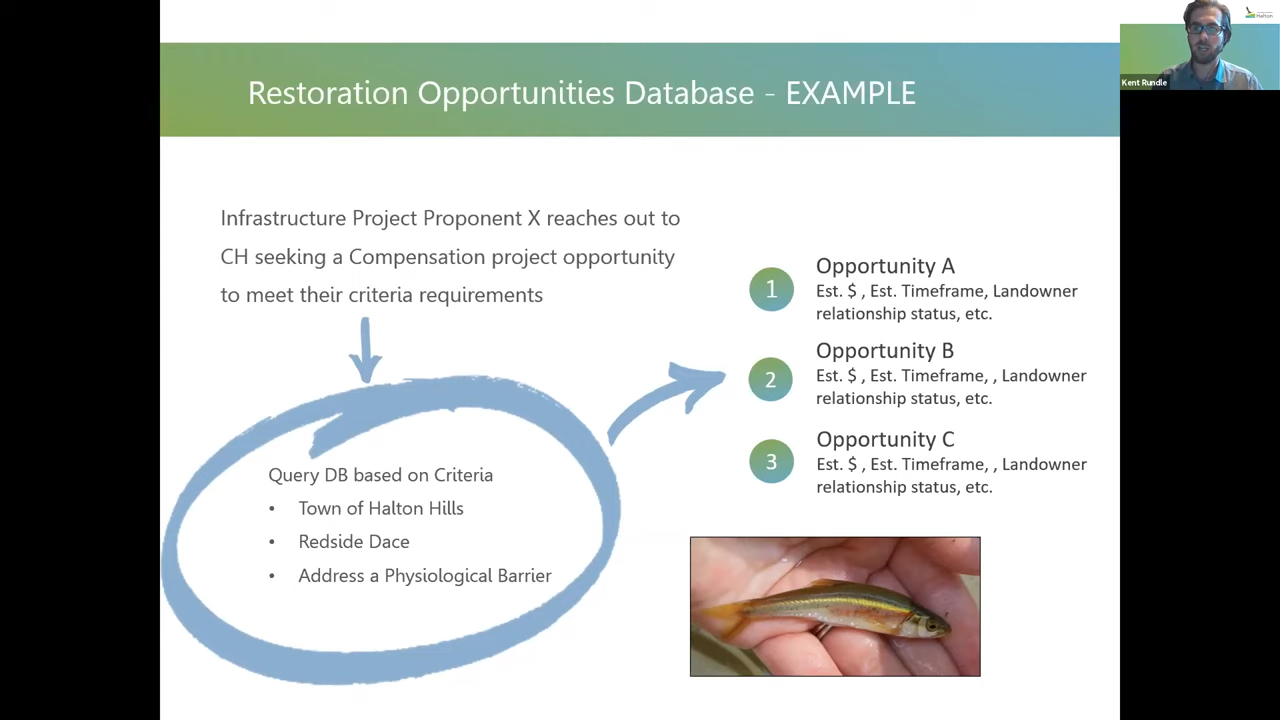 Halton
Kent Rundle
Restoration Opportunities Database - EXAMPLE
Infrastructure Project Proponent X reaches out to
CH seeking a Compensation project opportunity
to meet their criteria requirements
Query DB based on Criteria
• Town of Halton Hills
• Redside Dace
• Address a Physiological Barrier
1
Opportunity A
Est. $ , Est. Timeframe, Landowner
relationship status, etc.
2
Opportunity B
Est. $ , Est. Timeframe, , Landowner
relationship status, etc.
3
Opportunity C
Est. $ , Est. Timeframe, , Landowner
relationship status, etc.